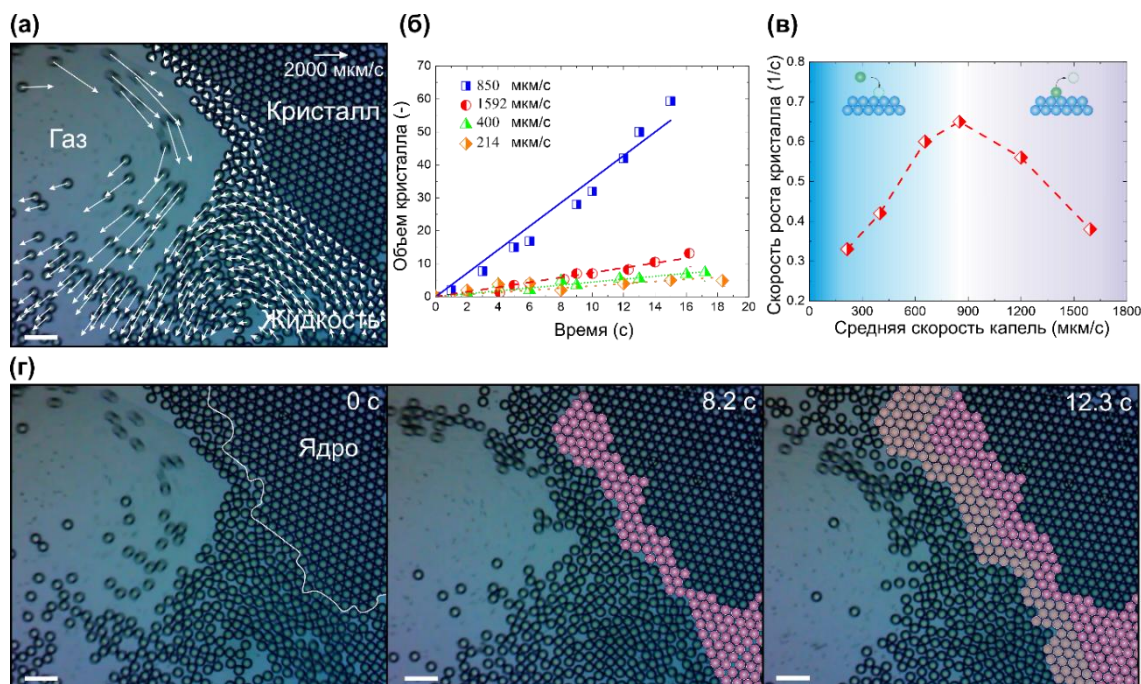 (а)
2000 мкм/с
Кристалл
Газ
Жидкость
(б)
Объем кристалла (-)
70
60
50
40
30
20
10
0
850 мкм/с
1592 мкм/с
400 мкм/с
214 мкм/с
0 2 4 6 8 10 12 14 16 18 20
Время (с)
(в)
Скорость роста кристалла (1/с)
0.8
0.7
0.6
0.5
0.4
0.3
0.2
0 300 600 900 1200 1500 1800
Средняя скорость капель (мкм/с)
(г)
0 с
Ядро
8.2 с
12.3 с